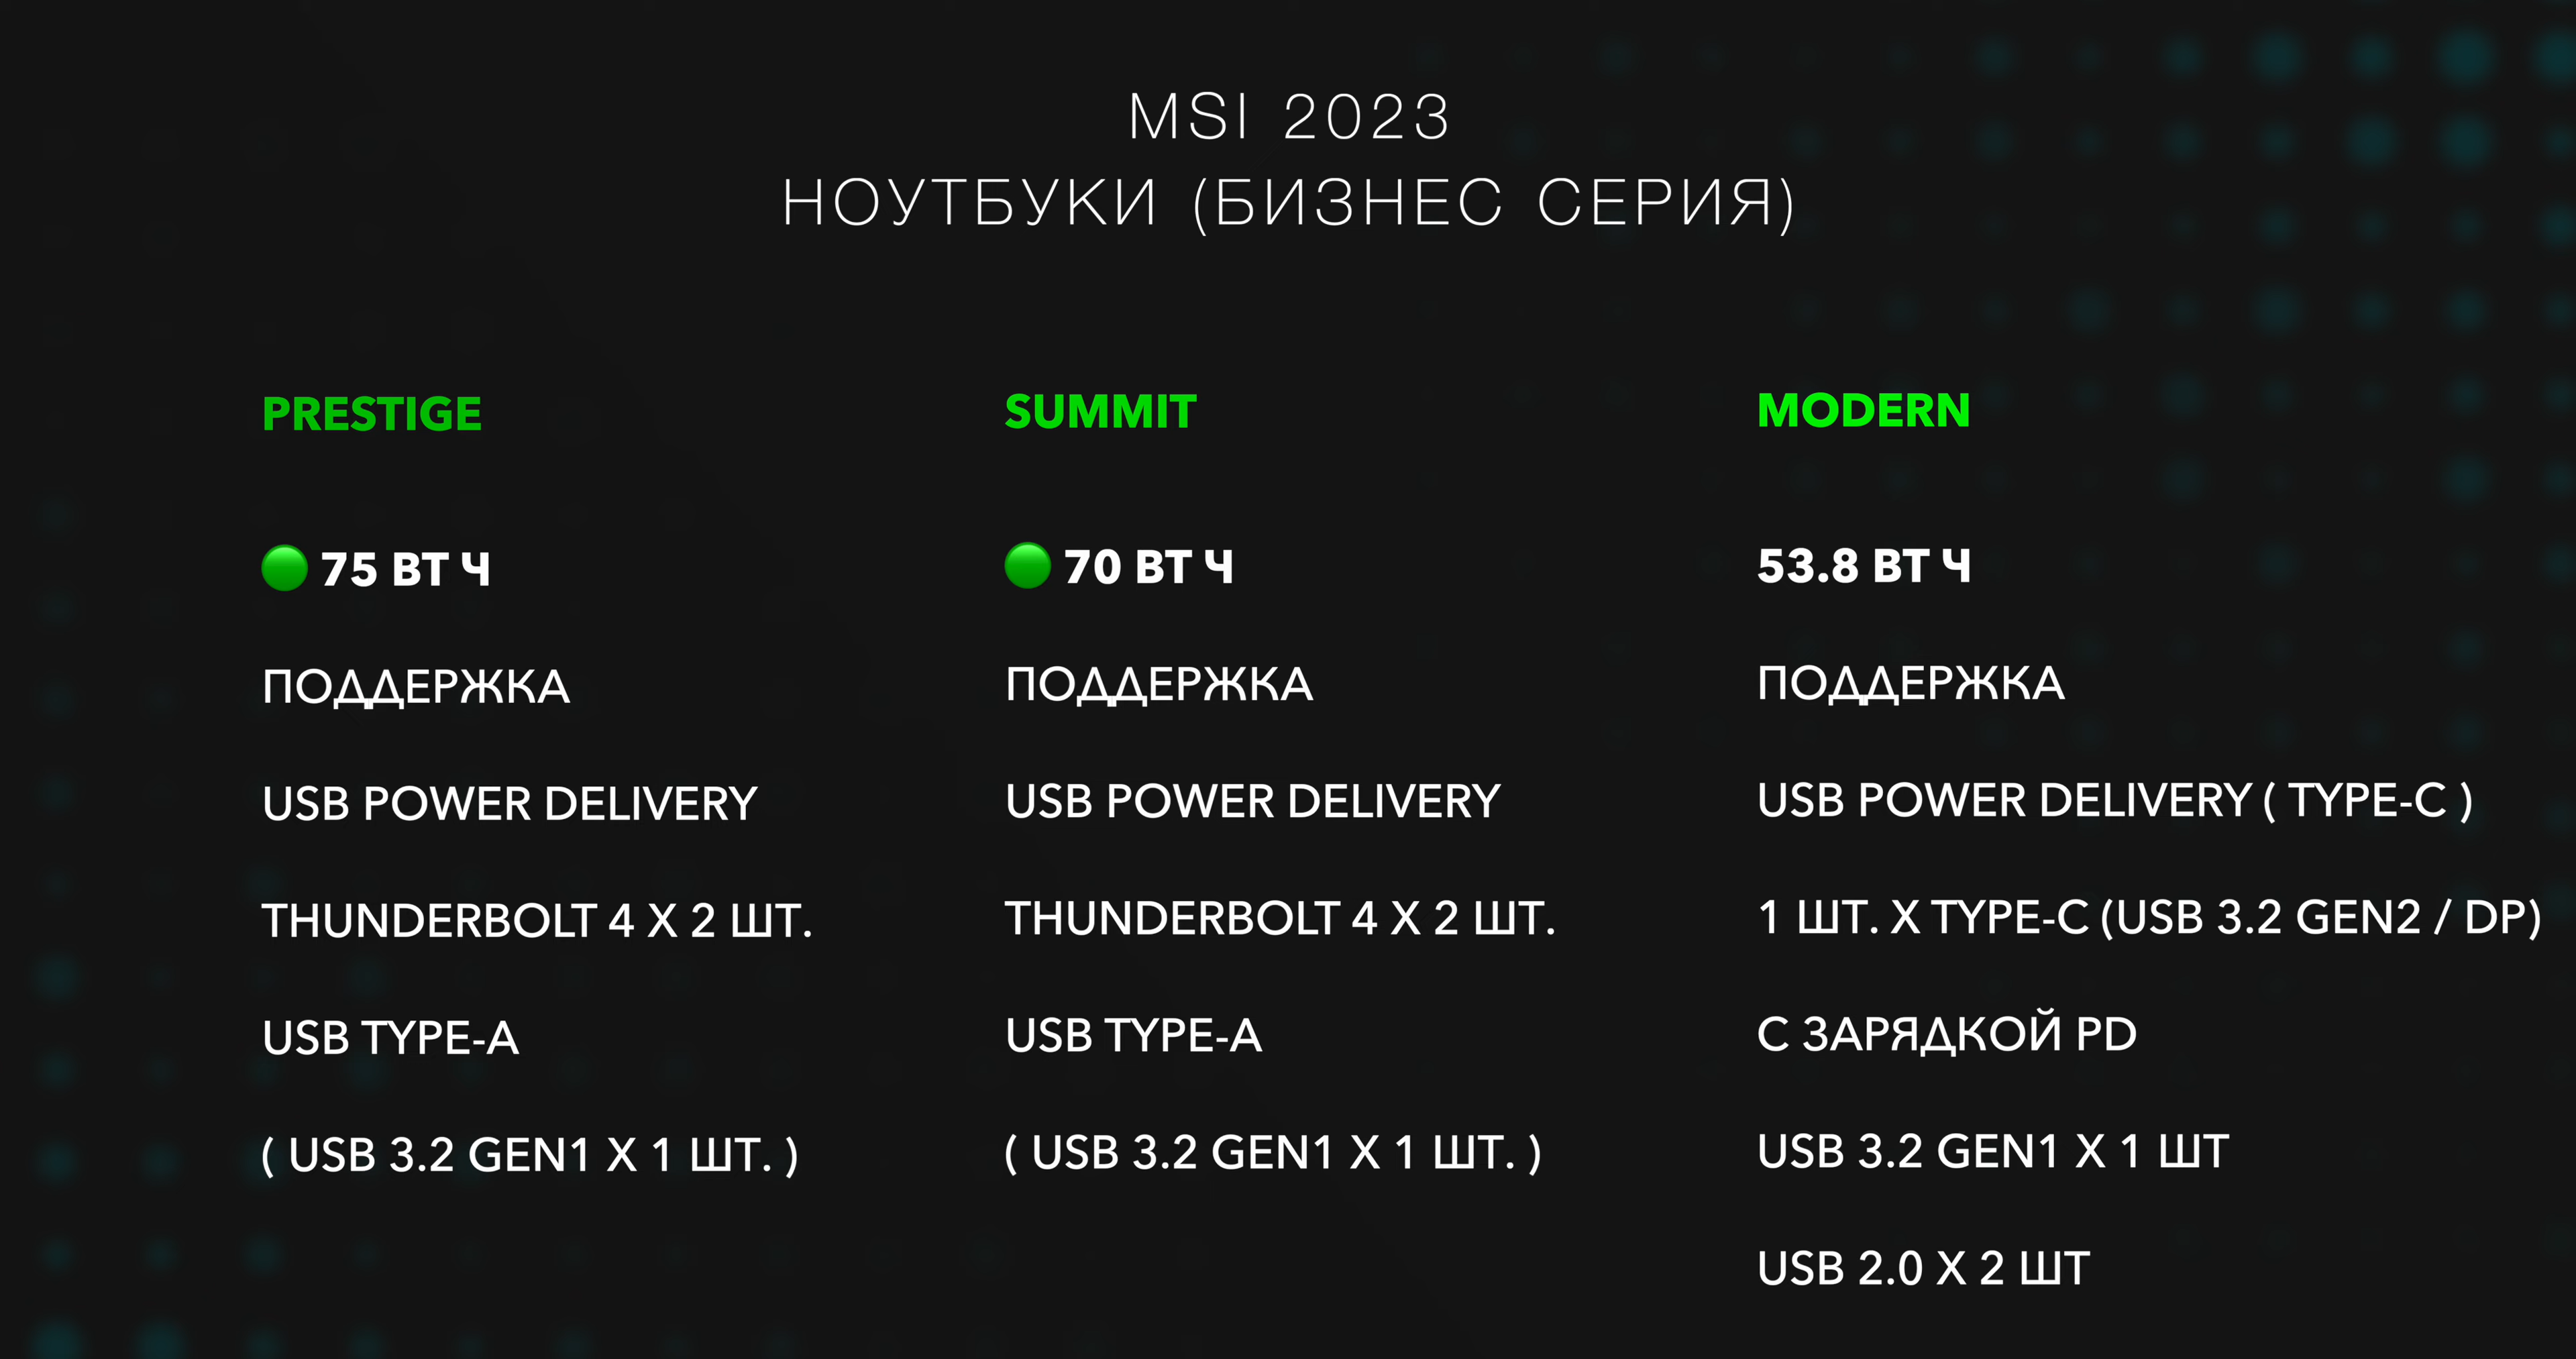 MSI 2023
НОУТБУКИ (БИЗНЕС СЕРИЯ)
PRESTIGE
75 ВТ Ч
ПОДДЕРЖКА
USB POWER DELIVERY
THUNDERBOLT 4 X 2 ШТ.
USB TYPE-A
( USB 3.2 GEN1 X 1 ШТ. )
SUMMIT
70 ВТ Ч
ПОДДЕРЖКА
USB POWER DELIVERY
THUNDERBOLT 4 X 2 ШТ.
USB TYPE-A
( USB 3.2 GEN1 X 1 ШТ. )
MODERN
53.8 ВТ Ч
ПОДДЕРЖКА
USB POWER DELIVERY ( TYPE-C )
1 ШТ. X TYPE-C (USB 3.2 GEN2 / DP)
С ЗАРЯДКОЙ PD
USB 3.2 GEN1 X 1 ШТ
USB 2.0 X 2 ШТ